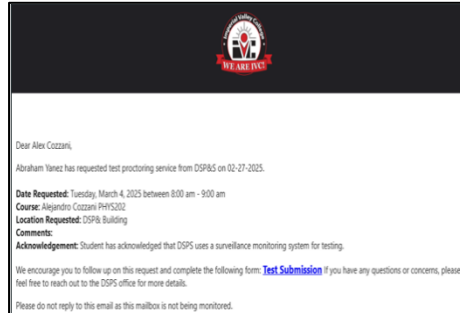 Imperial Valley College
IVC
WE ARE IVC!
Dear Alex Cozzani,
Abraham Yanez has requested test proctoring service from DSP&S on 02-27-2025.
Date Requested: Tuesday, March 4, 2025 between 8:00 am - 9:00 am
Course: Alejandro Cozzani PHYS202
Location Requested: DSP& Building
Comments:
Acknowledgement: Student has acknowledged that DSPS uses a surveillance monitoring system for testing.
We encourage you to follow up on this request and complete the following form: Test Submission If you have any questions or concerns, please
feel free to reach out to the DSPS office for more details.
Please do not reply to this email as this mailbox is not being monitored.